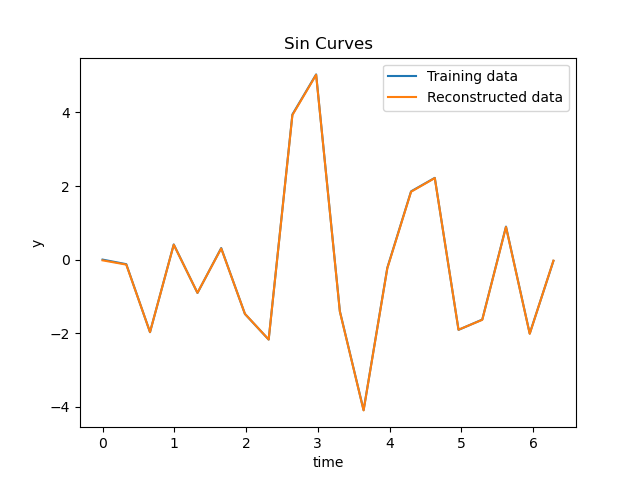 Sin Curves
Training data
Reconstructed data
4
2
0
−2
−4
y
0 1 2 3 4 5 6
time